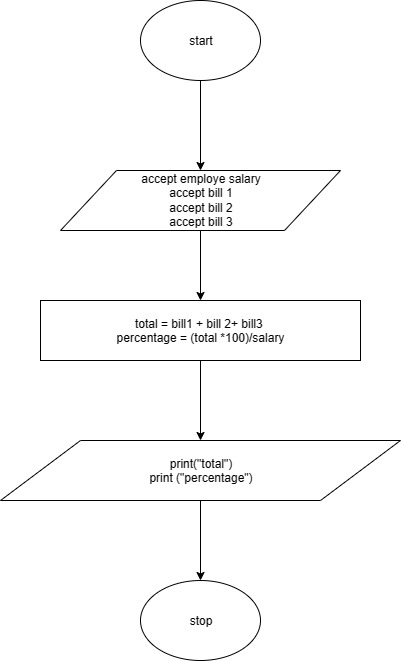 start
accept employe salary
accept bill 1
accept bill 2
accept bill 3
total = bill1 + bill 2+ bill3
percentage = (total *100)/salary
print("total")
print ("percentage")
stop